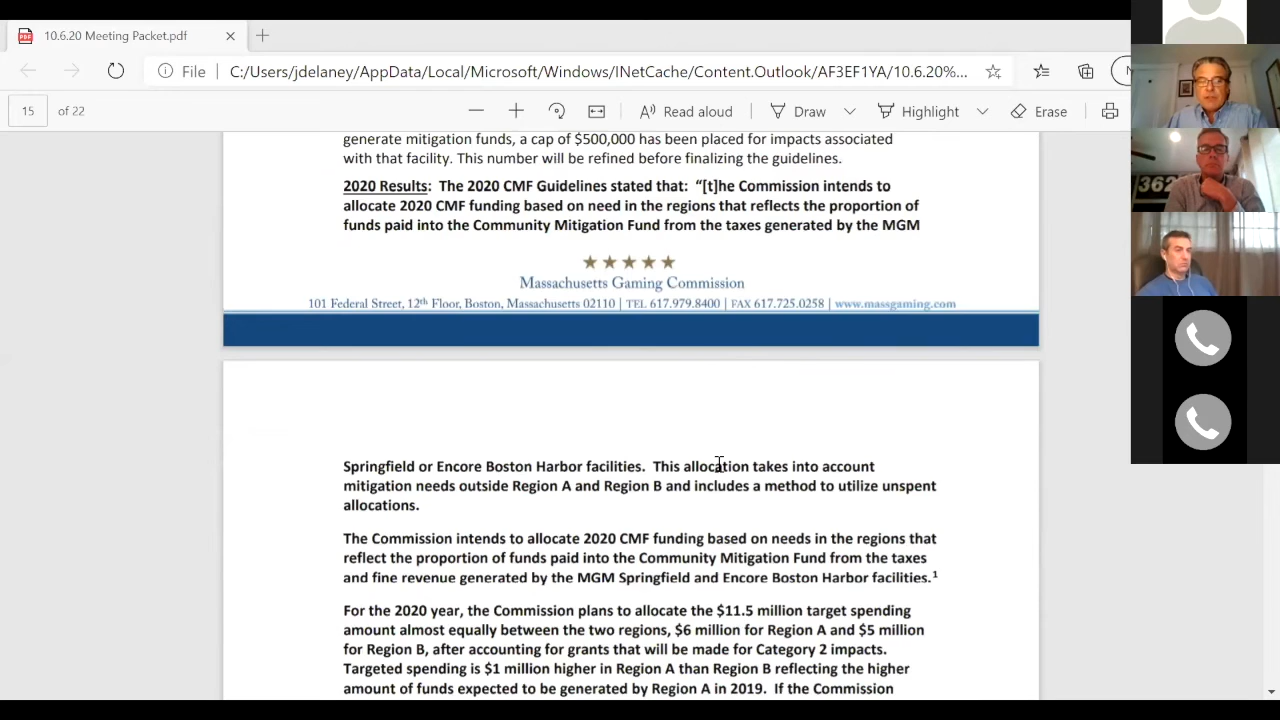 10.6.20 Meeting Packet.pdf
File
C:/Users/jdelaney/AppData/Local/Microsoft/Windows/INetCache/Content.Outlook/AF3EF1YA/10.6.20%...
15 of 22
Read aloud
Draw
Highlight
Erase
generate mitigation funds, a cap of $500,000 has been placed for impacts associated
with that facility. This number will be refined before finalizing the guidelines.
2020 Results: The 2020 CMF Guidelines stated that: “[t]he Commission intends to
allocate 2020 CMF funding based on need in the regions that reflects the proportion of
funds paid into the Community Mitigation Fund from the taxes generated by the MGM
★★★★★
Massachusetts Gaming Commission
101 Federal Street, 12th Floor, Boston, Massachusetts 02110 | TEL 617.979.8400 | FAX 617.725.0258 | www.massgaming.com
Springfield or Encore Boston Harbor facilities. This allocation takes into account
mitigation needs outside Region A and Region B and includes a method to utilize unspent
allocations.
The Commission intends to allocate 2020 CMF funding based on needs in the regions that
reflect the proportion of funds paid into the Community Mitigation Fund from the taxes
and fine revenue generated by the MGM Springfield and Encore Boston Harbor facilities.1
For the 2020 year, the Commission plans to allocate the $11.5 million target spending
amount almost equally between the two regions, $6 million for Region A and $5 million
for Region B, after accounting for grants that will be made for Category 2 impacts.
Targeted spending is $1 million higher in Region A than Region B reflecting the higher
amount of funds expected to be generated by Region A in 2019. If the Commission
362